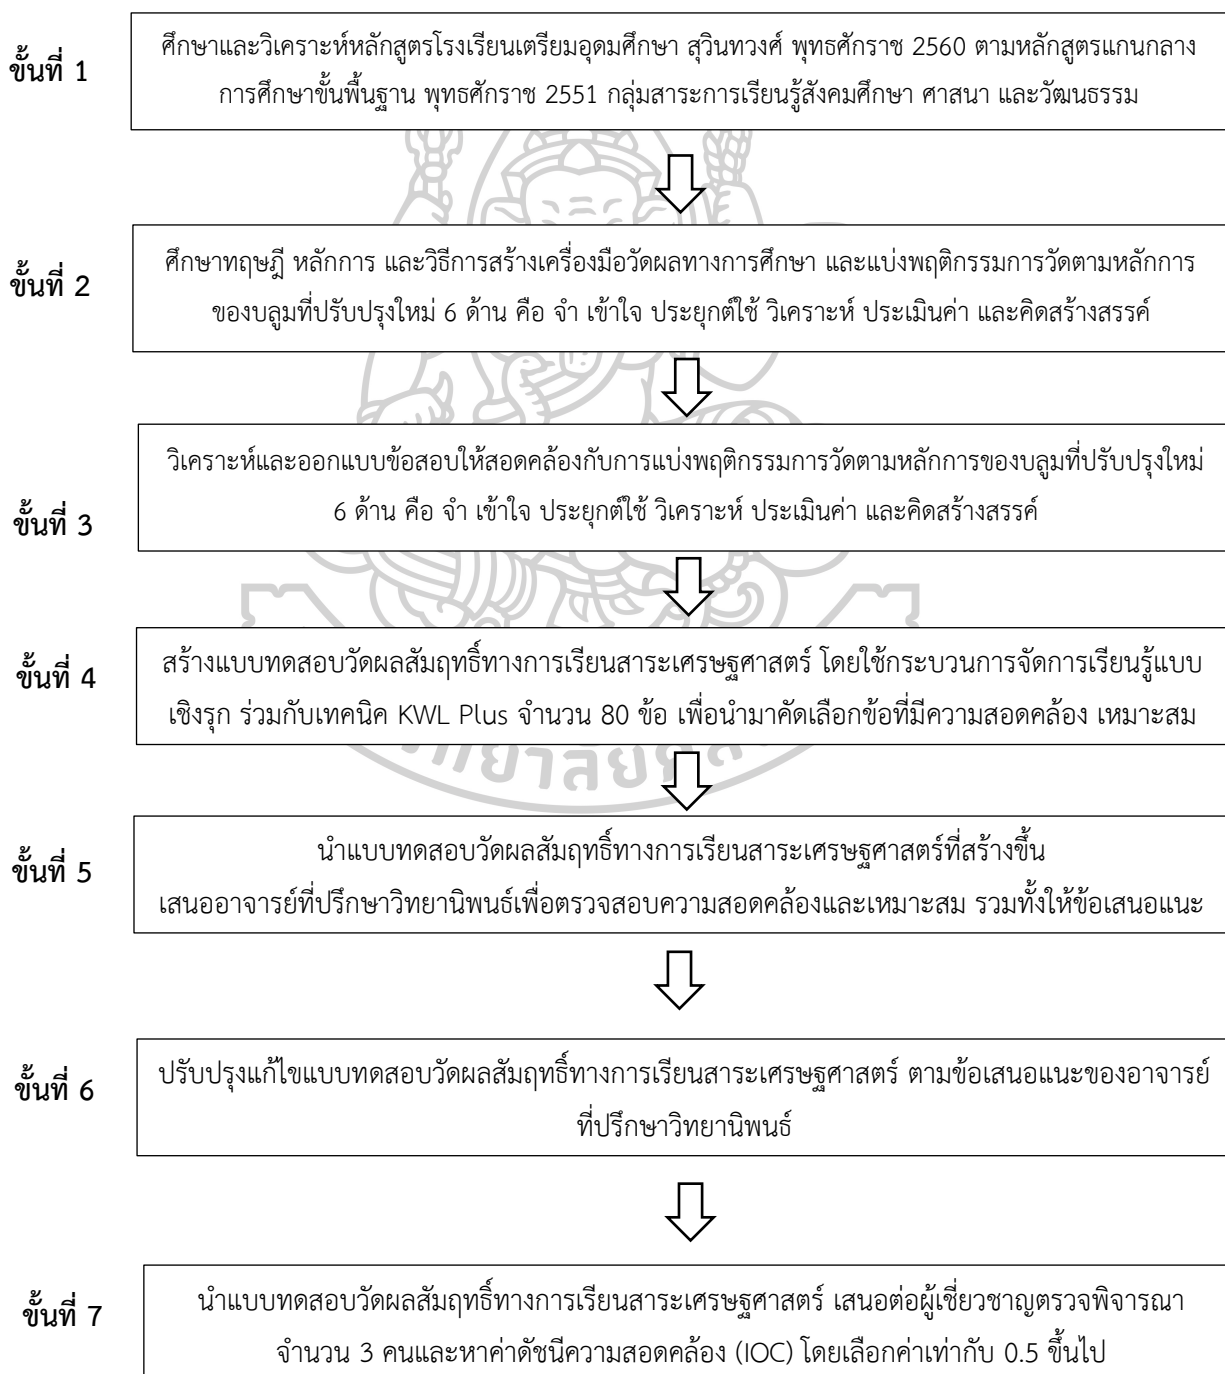 ขั้นที่ 1
ศึกษาและวิเคราะห์หลักสูตรโรงเรียนเตรียมอุดมศึกษา สุวินทวงศ์ พุทธศักราช 2560 ตามหลักสูตรแกนกลาง
การศึกษาขั้นพื้นฐาน พุทธศักราช 2551 กลุ่มสาระการเรียนรู้สังคมศึกษา ศาสนา และวัฒนธรรม
ขั้นที่ 2
ศึกษาทฤษฎี หลักการ และวิธีการสร้างเครื่องมือวัดผลทางการศึกษา และแบ่งพฤติกรรมการวัดตามหลักการ
ของบลูมที่ปรับปรุงใหม่ 6 ด้าน คือ จำ เข้าใจ ประยุกต์ใช้ วิเคราะห์ ประเมินค่า และคิดสร้างสรรค์
ขั้นที่ 3
วิเคราะห์และออกแบบข้อสอบให้สอดคล้องกับการแบ่งพฤติกรรมการวัดตามหลักการของบลูมที่ปรับปรุงใหม่
6 ด้าน คือ จำ เข้าใจ ประยุกต์ใช้ วิเคราะห์ ประเมินค่า และคิดสร้างสรรค์
ขั้นที่ 4
สร้างแบบทดสอบวัดผลสัมฤทธิ์ทางการเรียนสาระเศรษฐศาสตร์ โดยใช้กระบวนการจัดการเรียนรู้แบบ
เชิงรุก ร่วมกับเทคนิค KWL Plus จำนวน 80 ข้อ เพื่อนำมาคัดเลือกข้อที่มีความสอดคล้อง เหมาะสม
ขั้นที่ 5
นำแบบทดสอบวัดผลสัมฤทธิ์ทางการเรียนสาระเศรษฐศาสตร์ที่สร้างขึ้น
เสนออาจารย์ที่ปรึกษาวิทยานิพนธ์เพื่อตรวจสอบความสอดคล้องและเหมาะสม รวมทั้งให้ข้อเสนอแนะ
ขั้นที่ 6
ปรับปรุงแก้ไขแบบทดสอบวัดผลสัมฤทธิ์ทางการเรียนสาระเศรษฐศาสตร์ ตามข้อเสนอแนะของอาจารย์
ที่ปรึกษาวิทยานิพนธ์
ขั้นที่ 7
นำแบบทดสอบวัดผลสัมฤทธิ์ทางการเรียนสาระเศรษฐศาสตร์ เสนอต่อผู้เชี่ยวชาญตรวจพิจารณา
จำนวน 3 คนและหาค่าดัชนีความสอดคล้อง (IOC) โดยเลือกค่าเท่ากับ 0.5 ขึ้นไป